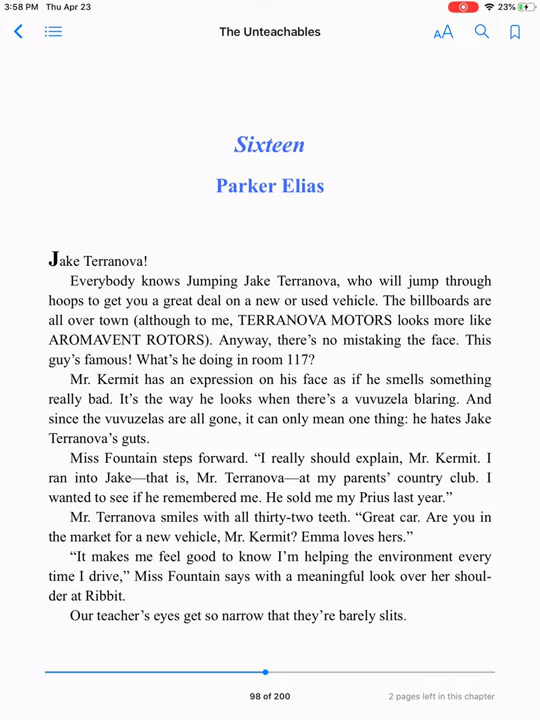 3:58 PM Thu Apr 23
23%
The Unteachables
AA
Sixteen
Parker Elias
Jake Terranova!
Everybody knows Jumping Jake Terranova, who will jump through
hoops to get you a great deal on a new or used vehicle. The billboards are
all over town (although to me, TERRANOVA MOTORS looks more like
AROMAVENT ROTORS). Anyway, there’s no mistaking the face. This
guy’s famous! What’s he doing in room 117?
Mr. Kermit has an expression on his face as if he smells something
really bad. It’s the way he looks when there’s a vuvuzela blaring. And
since the vuvuzelas are all gone, it can only mean one thing: he hates Jake
Terranova’s guts.
Miss Fountain steps forward. “I really should explain, Mr. Kermit. I
ran into Jake—that is, Mr. Terranova—at my parents’ country club. I
wanted to see if he remembered me. He sold me my Prius last year.”
Mr. Terranova smiles with all thirty-two teeth. “Great car. Are you in
the market for a new vehicle, Mr. Kermit? Emma loves hers.”
“It makes me feel good to know I’m helping the environment every
time I drive,” Miss Fountain says with a meaningful look over her shoul-
der at Ribbit.
Our teacher’s eyes get so narrow that they’re barely slits.
98 of 200
2 pages left in this chapter